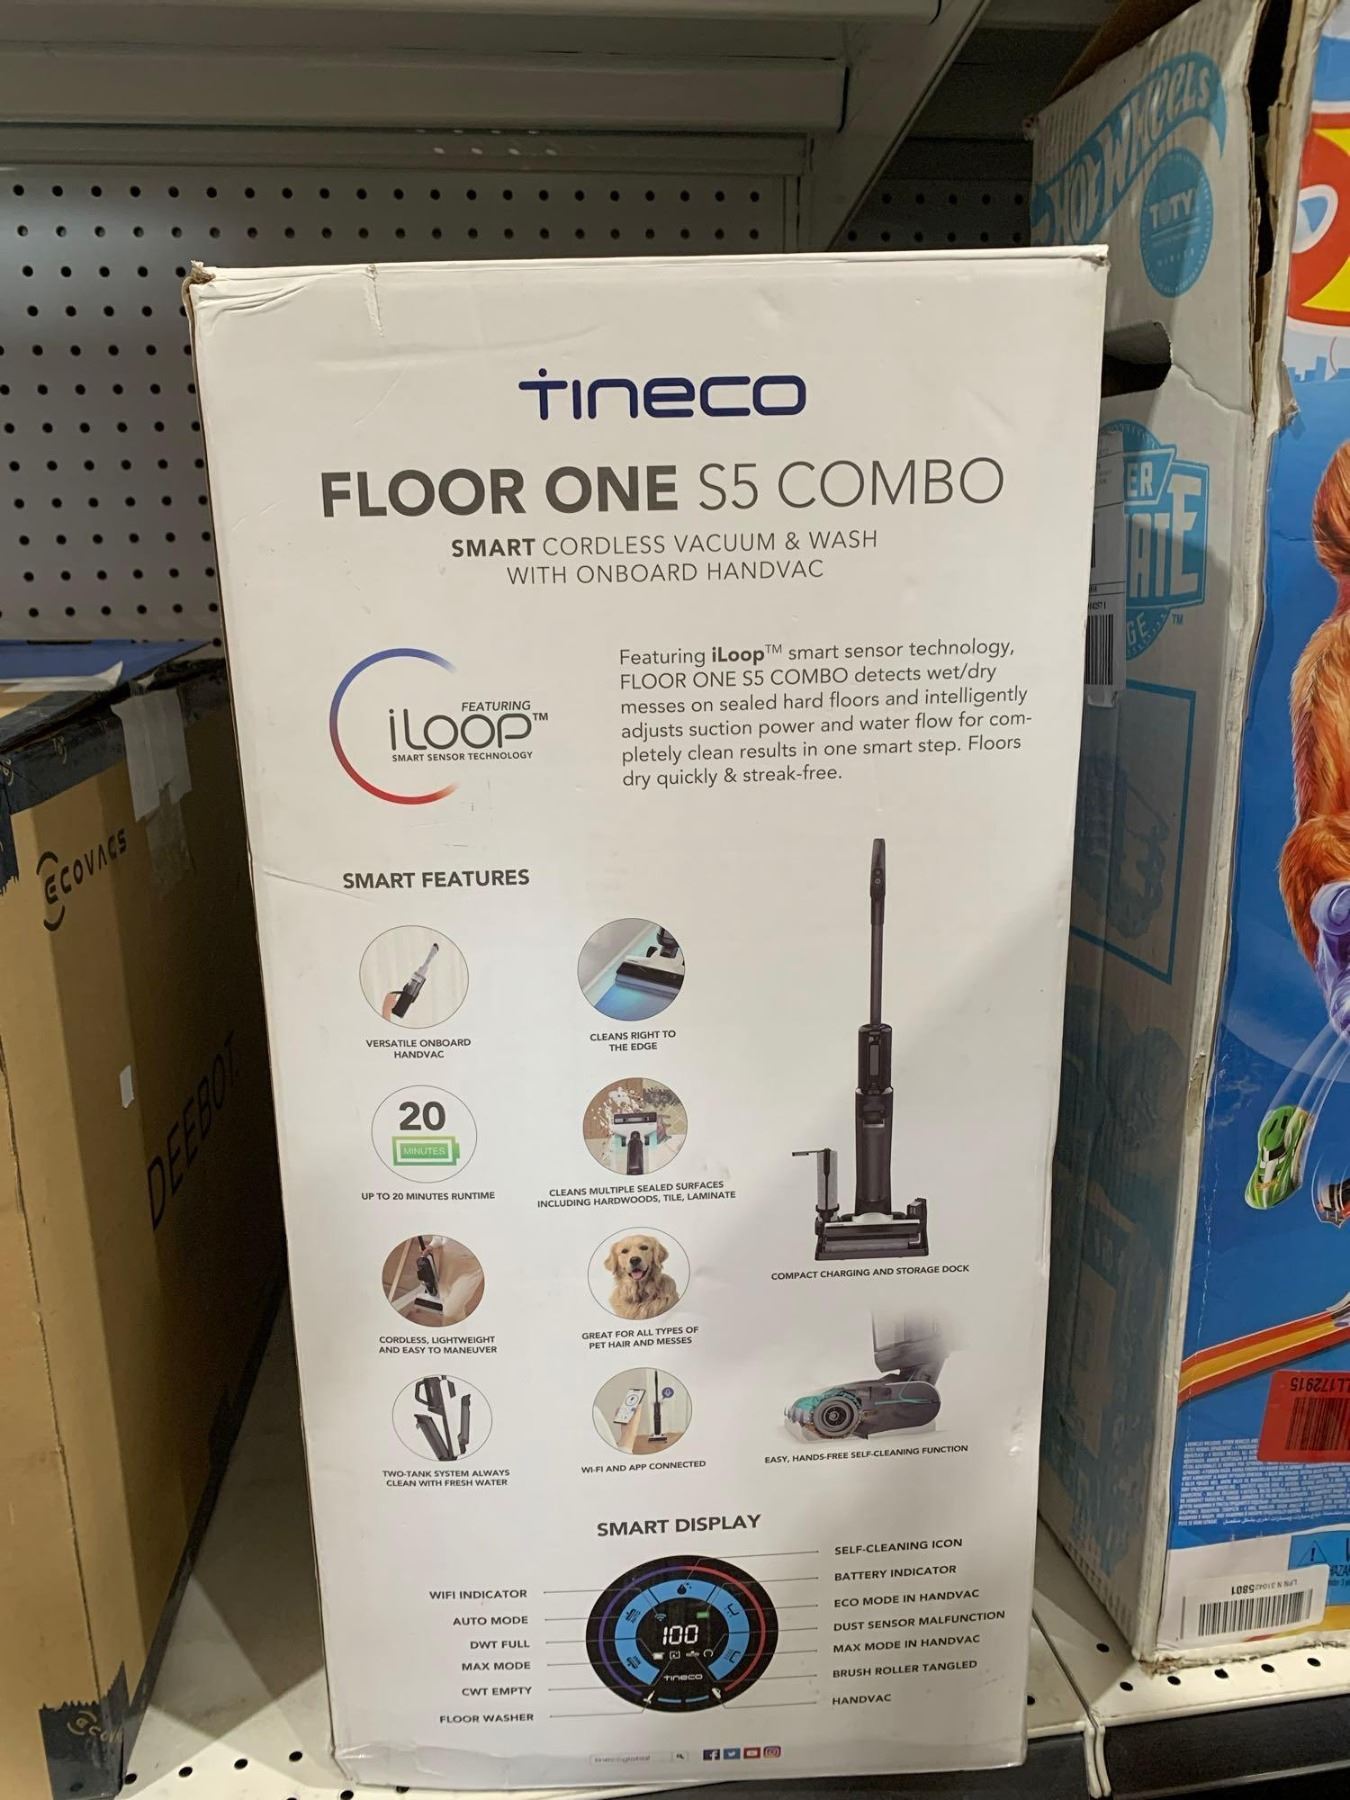 HOT WHEELS
TOTY
TINECO
FLOOR ONE S5 COMBO
SMART CORDLESS VACUUM & WASH
WITH ONBOARD HANDVAC
FEATURING
iLOOP™
SMART SENSOR TECHNOLOGY
Featuring iLoop™ smart sensor technology,
FLOOR ONE S5 COMBO detects wet/dry
messes on sealed hard floors and intelligently
adjusts suction power and water flow for com-
pletely clean results in one smart step. Floors
dry quickly & streak-free.
ECOVACS
DEEBOT
SMART FEATURES
VERSATILE ONBOARD
HANDVAC
CLEANS RIGHT TO
THE EDGE
20
MINUTES
UP TO 20 MINUTES RUNTIME
CLEANS MULTIPLE SEALED SURFACES
INCLUDING HARDWOODS, TILE, LAMINATE
COMPACT CHARGING AND STORAGE DOCK
CORDLESS, LIGHTWEIGHT
AND EASY TO MANEUVER
GREAT FOR ALL TYPES OF
PET HAIR AND MESSES
TWO-TANK SYSTEM ALWAYS
CLEAN WITH FRESH WATER
WI-FI AND APP CONNECTED
EASY, HANDS-FREE SELF-CLEANING FUNCTION
SMART DISPLAY
WIFI INDICATOR
AUTO MODE
DWT FULL
MAX MODE
CWT EMPTY
FLOOR WASHER
100
TINECO
SELF-CLEANING ICON
BATTERY INDICATOR
ECO MODE IN HANDVAC
DUST SENSOR MALFUNCTION
MAX MODE IN HANDVAC
BRUSH ROLLER TANGLED
HANDVAC
tinecoglobal